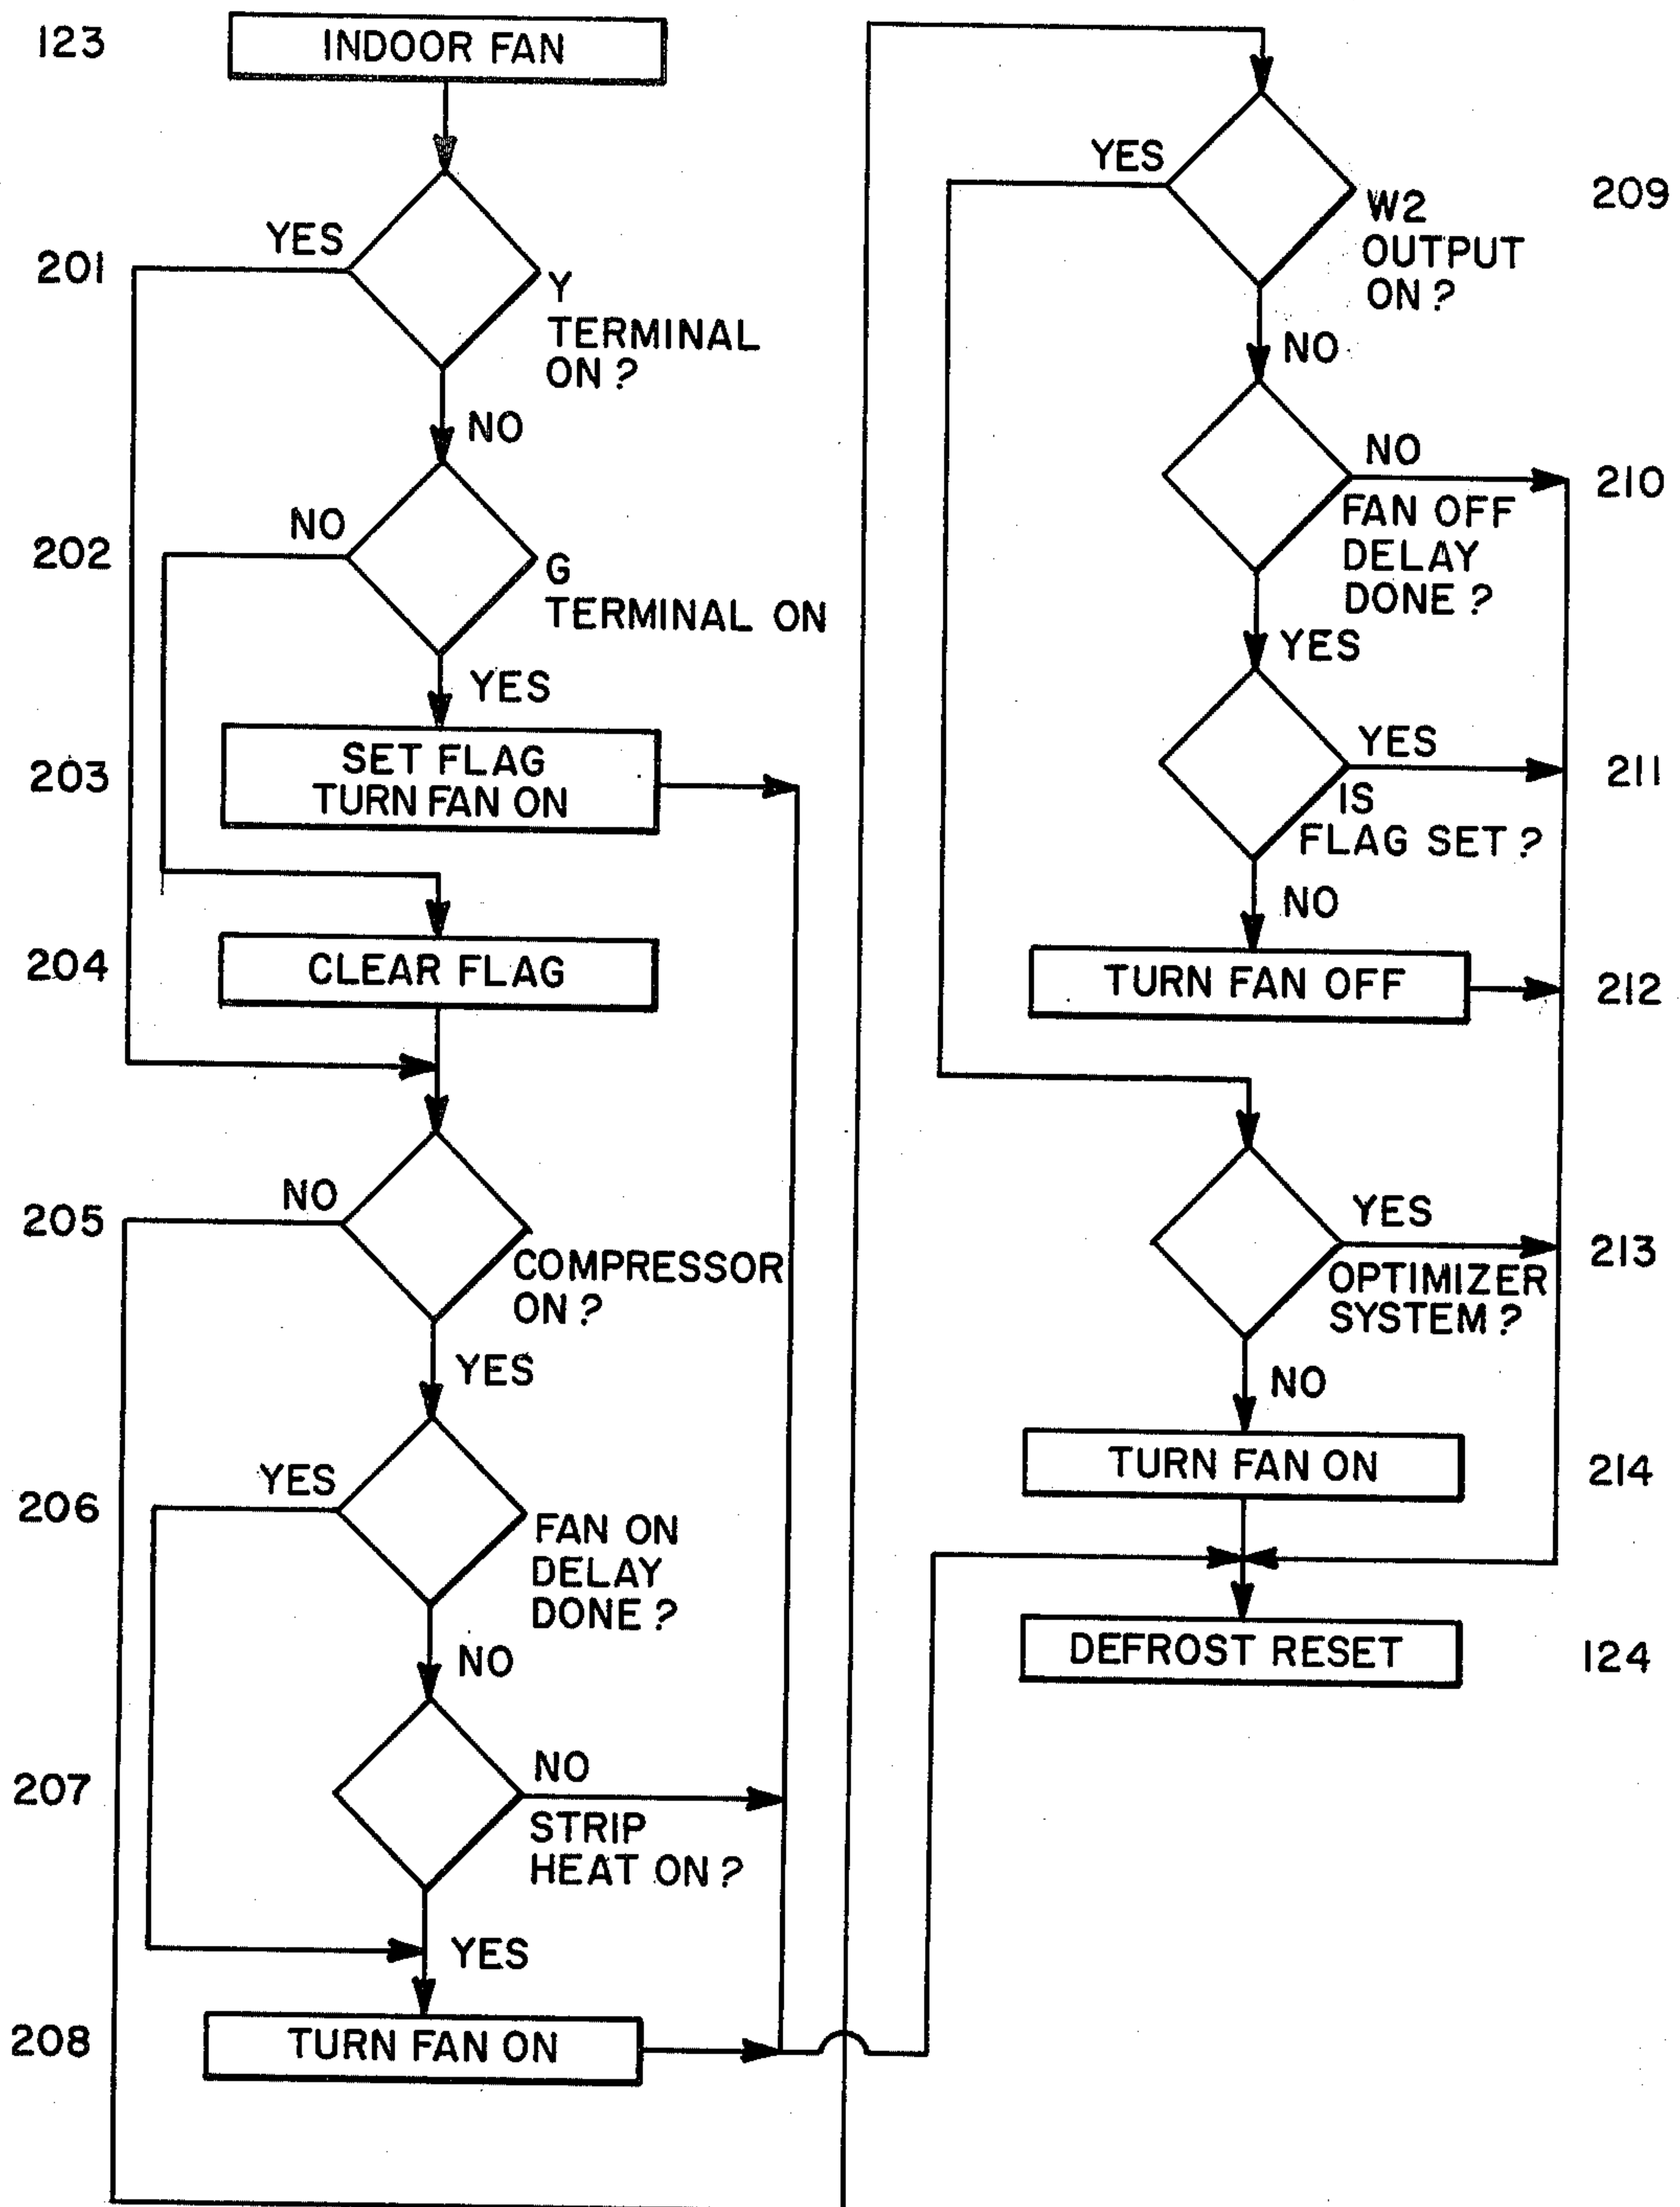 123
INDOOR FAN
201
YES
Y
TERMINAL
ON?
NO
202
NO
G
TERMINAL ON
YES
203
SET FLAG
TURN FAN ON
204
CLEAR FLAG
205
NO
COMPRESSOR
ON?
YES
206
YES
FAN ON
DELAY
DONE?
NO
207
NO
STRIP
HEAT ON?
YES
208
TURN FAN ON
YES
209
W2
OUTPUT
ON?
NO
NO
210
FAN OFF
DELAY
DONE?
YES
YES
211
IS
FLAG SET?
NO
TURN FAN OFF
212
YES
213
OPTIMIZER
SYSTEM?
NO
TURN FAN ON
214
DEFROST RESET
124